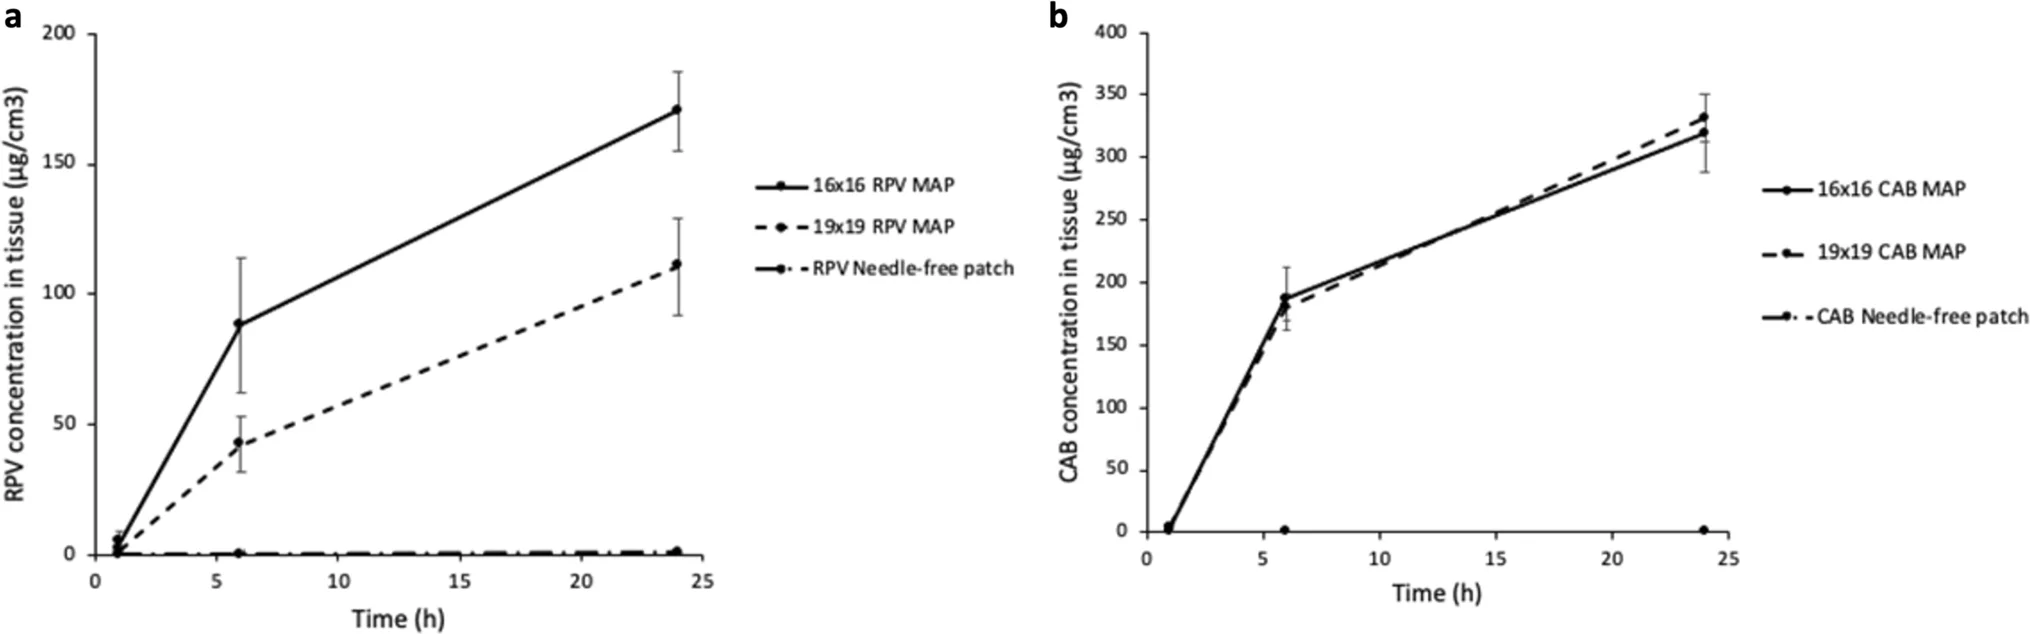 a
200
150
100
50
0
0 5 10 15 20 25
RPV concentration in tissue (μg/cm3)
Time (h)
16x16 RPV MAP
19x19 RPV MAP
RPV Needle-free patch
b
400
350
300
250
200
150
100
50
0
0 5 10 15 20 25
CAB concentration in tissue (μg/cm3)
Time (h)
16x16 CAB MAP
19x19 CAB MAP
CAB Needle-free patch